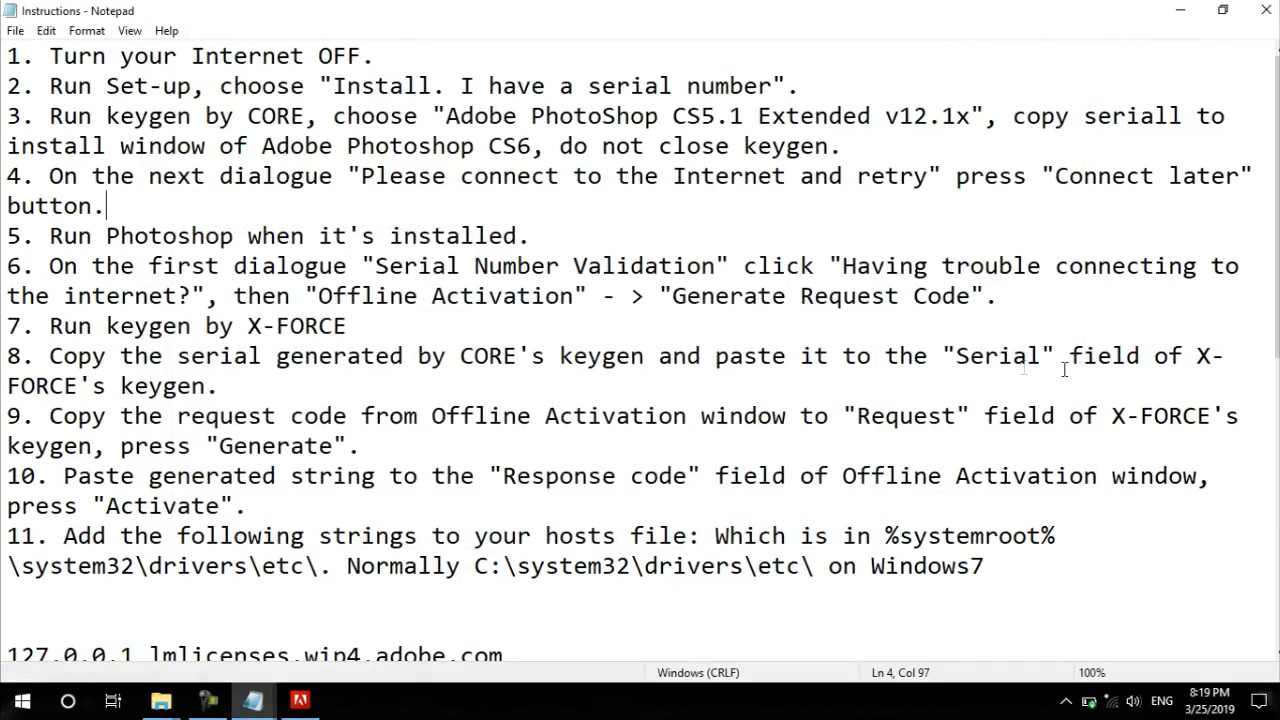 Instructions - Notepad
File Edit Format View Help
1. Turn your Internet OFF.
2. Run Set-up, choose "Install. I have a serial number".
3. Run keygen by CORE, choose "Adobe PhotoShop CS5.1 Extended v12.1x", copy seriall to
install window of Adobe Photoshop CS6, do not close keygen.
4. On the next dialogue "Please connect to the Internet and retry" press "Connect later"
button.
5. Run Photoshop when it's installed.
6. On the first dialogue "Serial Number Validation" click "Having trouble connecting to
the internet?", then "Offline Activation" - > "Generate Request Code".
7. Run keygen by X-FORCE
8. Copy the serial generated by CORE's keygen and paste it to the "Serial" field of X-
FORCE's keygen.
9. Copy the request code from Offline Activation window to "Request" field of X-FORCE's
keygen, press "Generate".
10. Paste generated string to the "Response code" field of Offline Activation window,
press "Activate".
11. Add the following strings to your hosts file: Which is in %systemroot%
\system32\drivers\etc\. Normally C:\system32\drivers\etc\ on Windows7
127.0.0.1 lmlicenses.wip4.adobe.com
Windows (CRLF) Ln 4, Col 97 100%
ENG 8:19 PM
3/25/2019